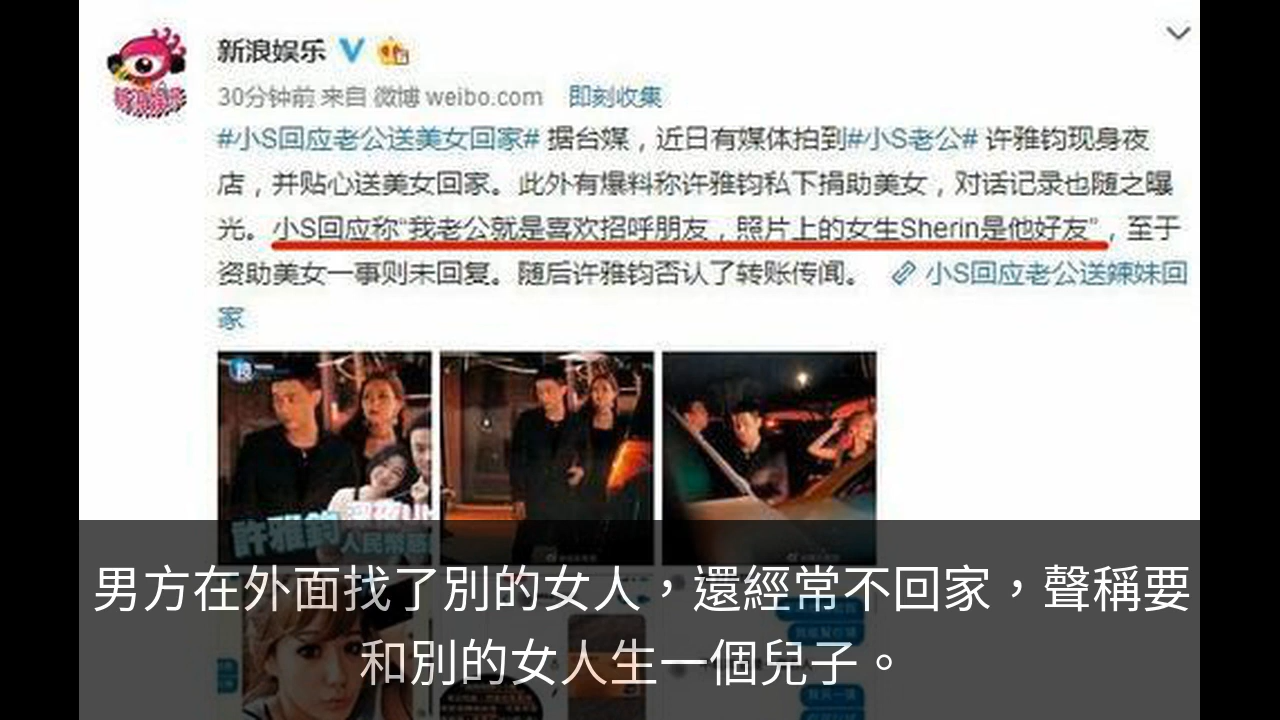 新浪娱乐
30分钟前 来自 微博 weibo.com 即刻收集
#小S回应老公送美女回家# 据台媒，近日有媒体拍到#小S老公# 许雅钧现身夜
店，并贴心送美女回家。此外有爆料称许雅钧私下捐助美女，对话记录也随之曝
光。小S回应称“我老公就是喜欢招呼朋友，照片上的女生Sherin是他好友”，至于
资助美女一事则未回复。随后许雅钧否认了转账传闻。 小S回应老公送辣妹回
家
許雅鈞
人民幣
男方在外面找了別的女人，還經常不回家，聲稱要
和別的女人生一個兒子。